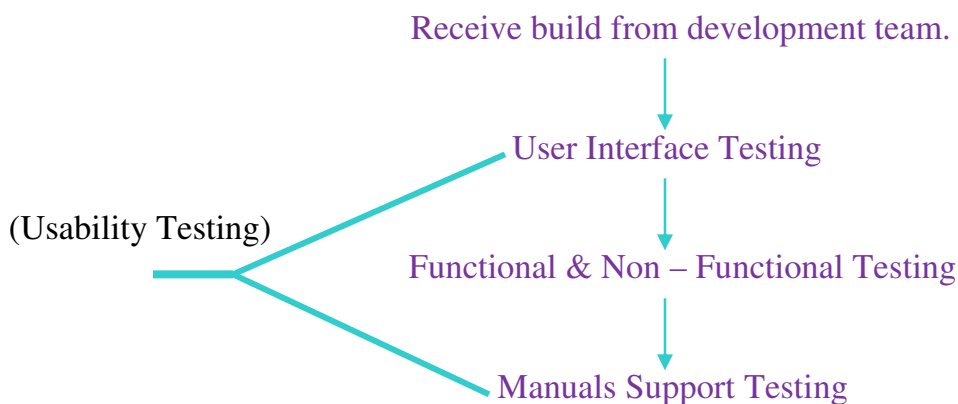 Receive build from development team.
User Interface Testing
(Usability Testing)
Functional & Non – Functional Testing
Manuals Support Testing